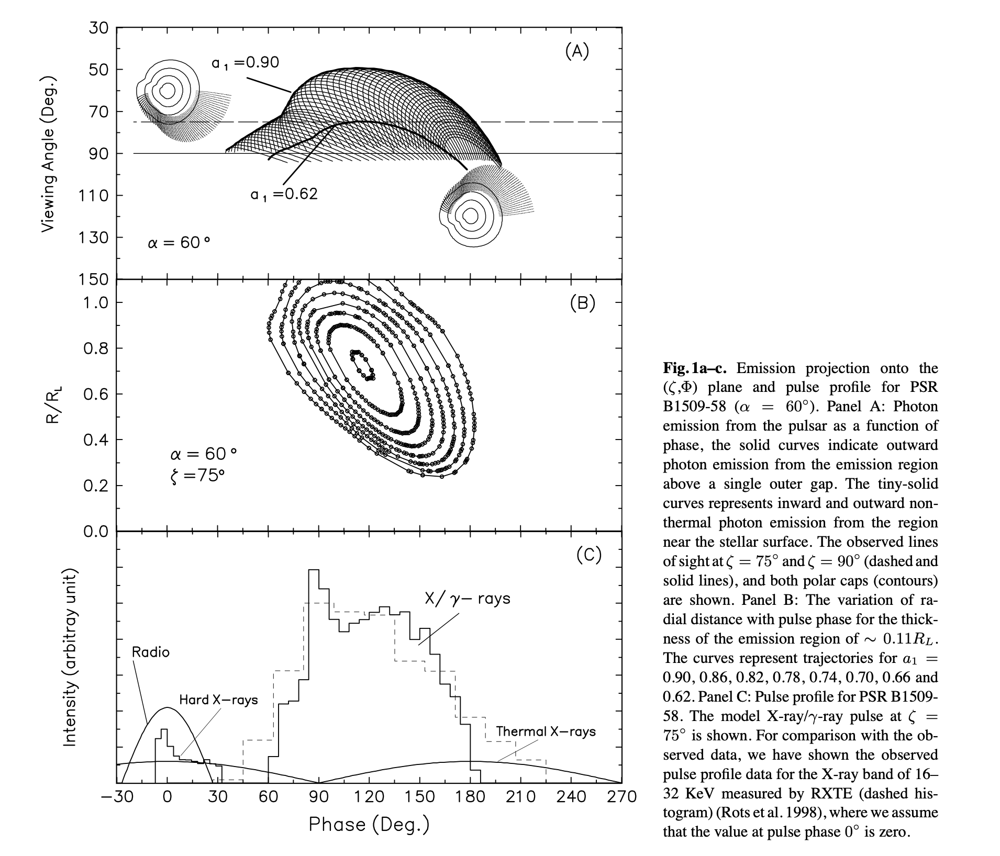 30
50
70
90
110
130
150
Viewing Angle (Deg.)
(A)
a 1 =0.90
a 1 =0.62
α = 60 °
1.0
0.8
0.6
0.4
0.2
0.0
R/RL
(B)
α = 60 °
ζ =75°
(C)
Intensity (arbitray unit)
X/ γ− rays
Radio
Hard X−rays
Thermal X−rays
−30 0 30 60 90 120 150 180 210 240 270
Phase (Deg.)
Fig. 1a–c. Emission projection onto the
(ζ,Φ) plane and pulse profile for PSR
B1509-58 (α = 60°). Panel A: Photon
emission from the pulsar as a function of
phase, the solid curves indicate outward
photon emission from the emission region
above a single outer gap. The tiny-solid
curves represents inward and outward non-
thermal photon emission from the region
near the stellar surface. The observed lines
of sight at ζ = 75° and ζ = 90° (dashed and
solid lines), and both polar caps (contours)
are shown. Panel B: The variation of ra-
dial distance with pulse phase for the thick-
ness of the emission region of ∼ 0.11RL.
The curves represent trajectories for a1 =
0.90, 0.86, 0.82, 0.78, 0.74, 0.70, 0.66 and
0.62. Panel C: Pulse profile for PSR B1509-
58. The model X-ray/γ-ray pulse at ζ =
75° is shown. For comparison with the ob-
served data, we have shown the observed
pulse profile data for the X-ray band of 16–
32 KeV measured by RXTE (dashed his-
togram) (Rots et al. 1998), where we assume
that the value at pulse phase 0° is zero.